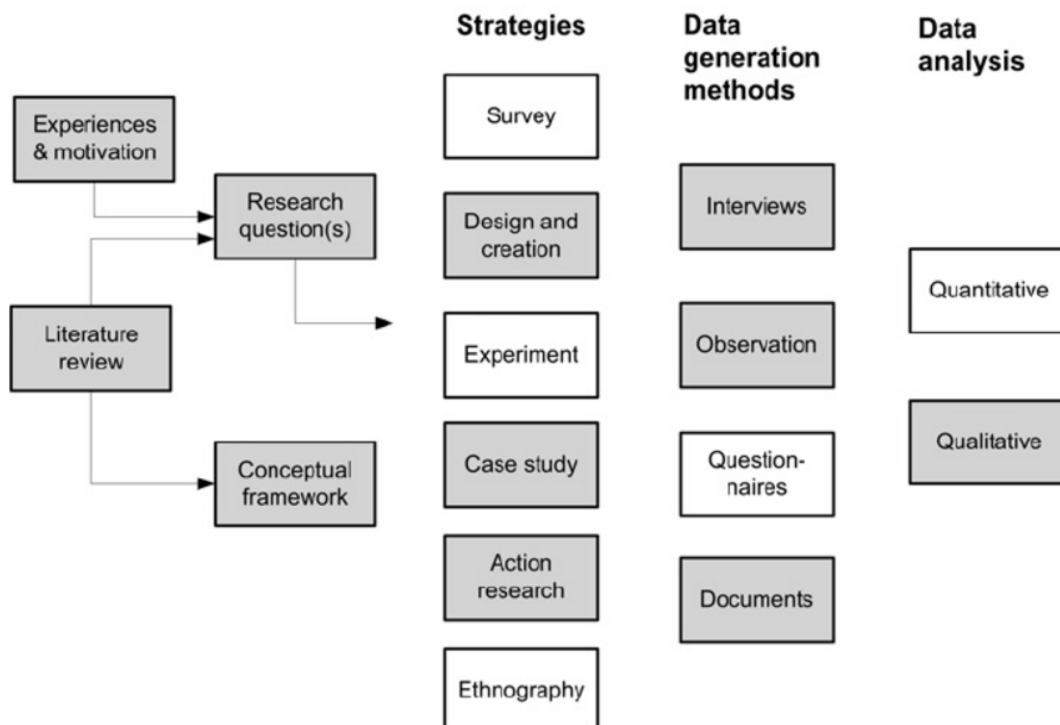 Strategies
Data
generation
methods
Data
analysis
Experiences
& motivation
Research
question(s)
Literature
review
Conceptual
framework
Survey
Design and
creation
Experiment
Case study
Action
research
Ethnography
Interviews
Observation
Question-
naires
Documents
Quantitative
Qualitative